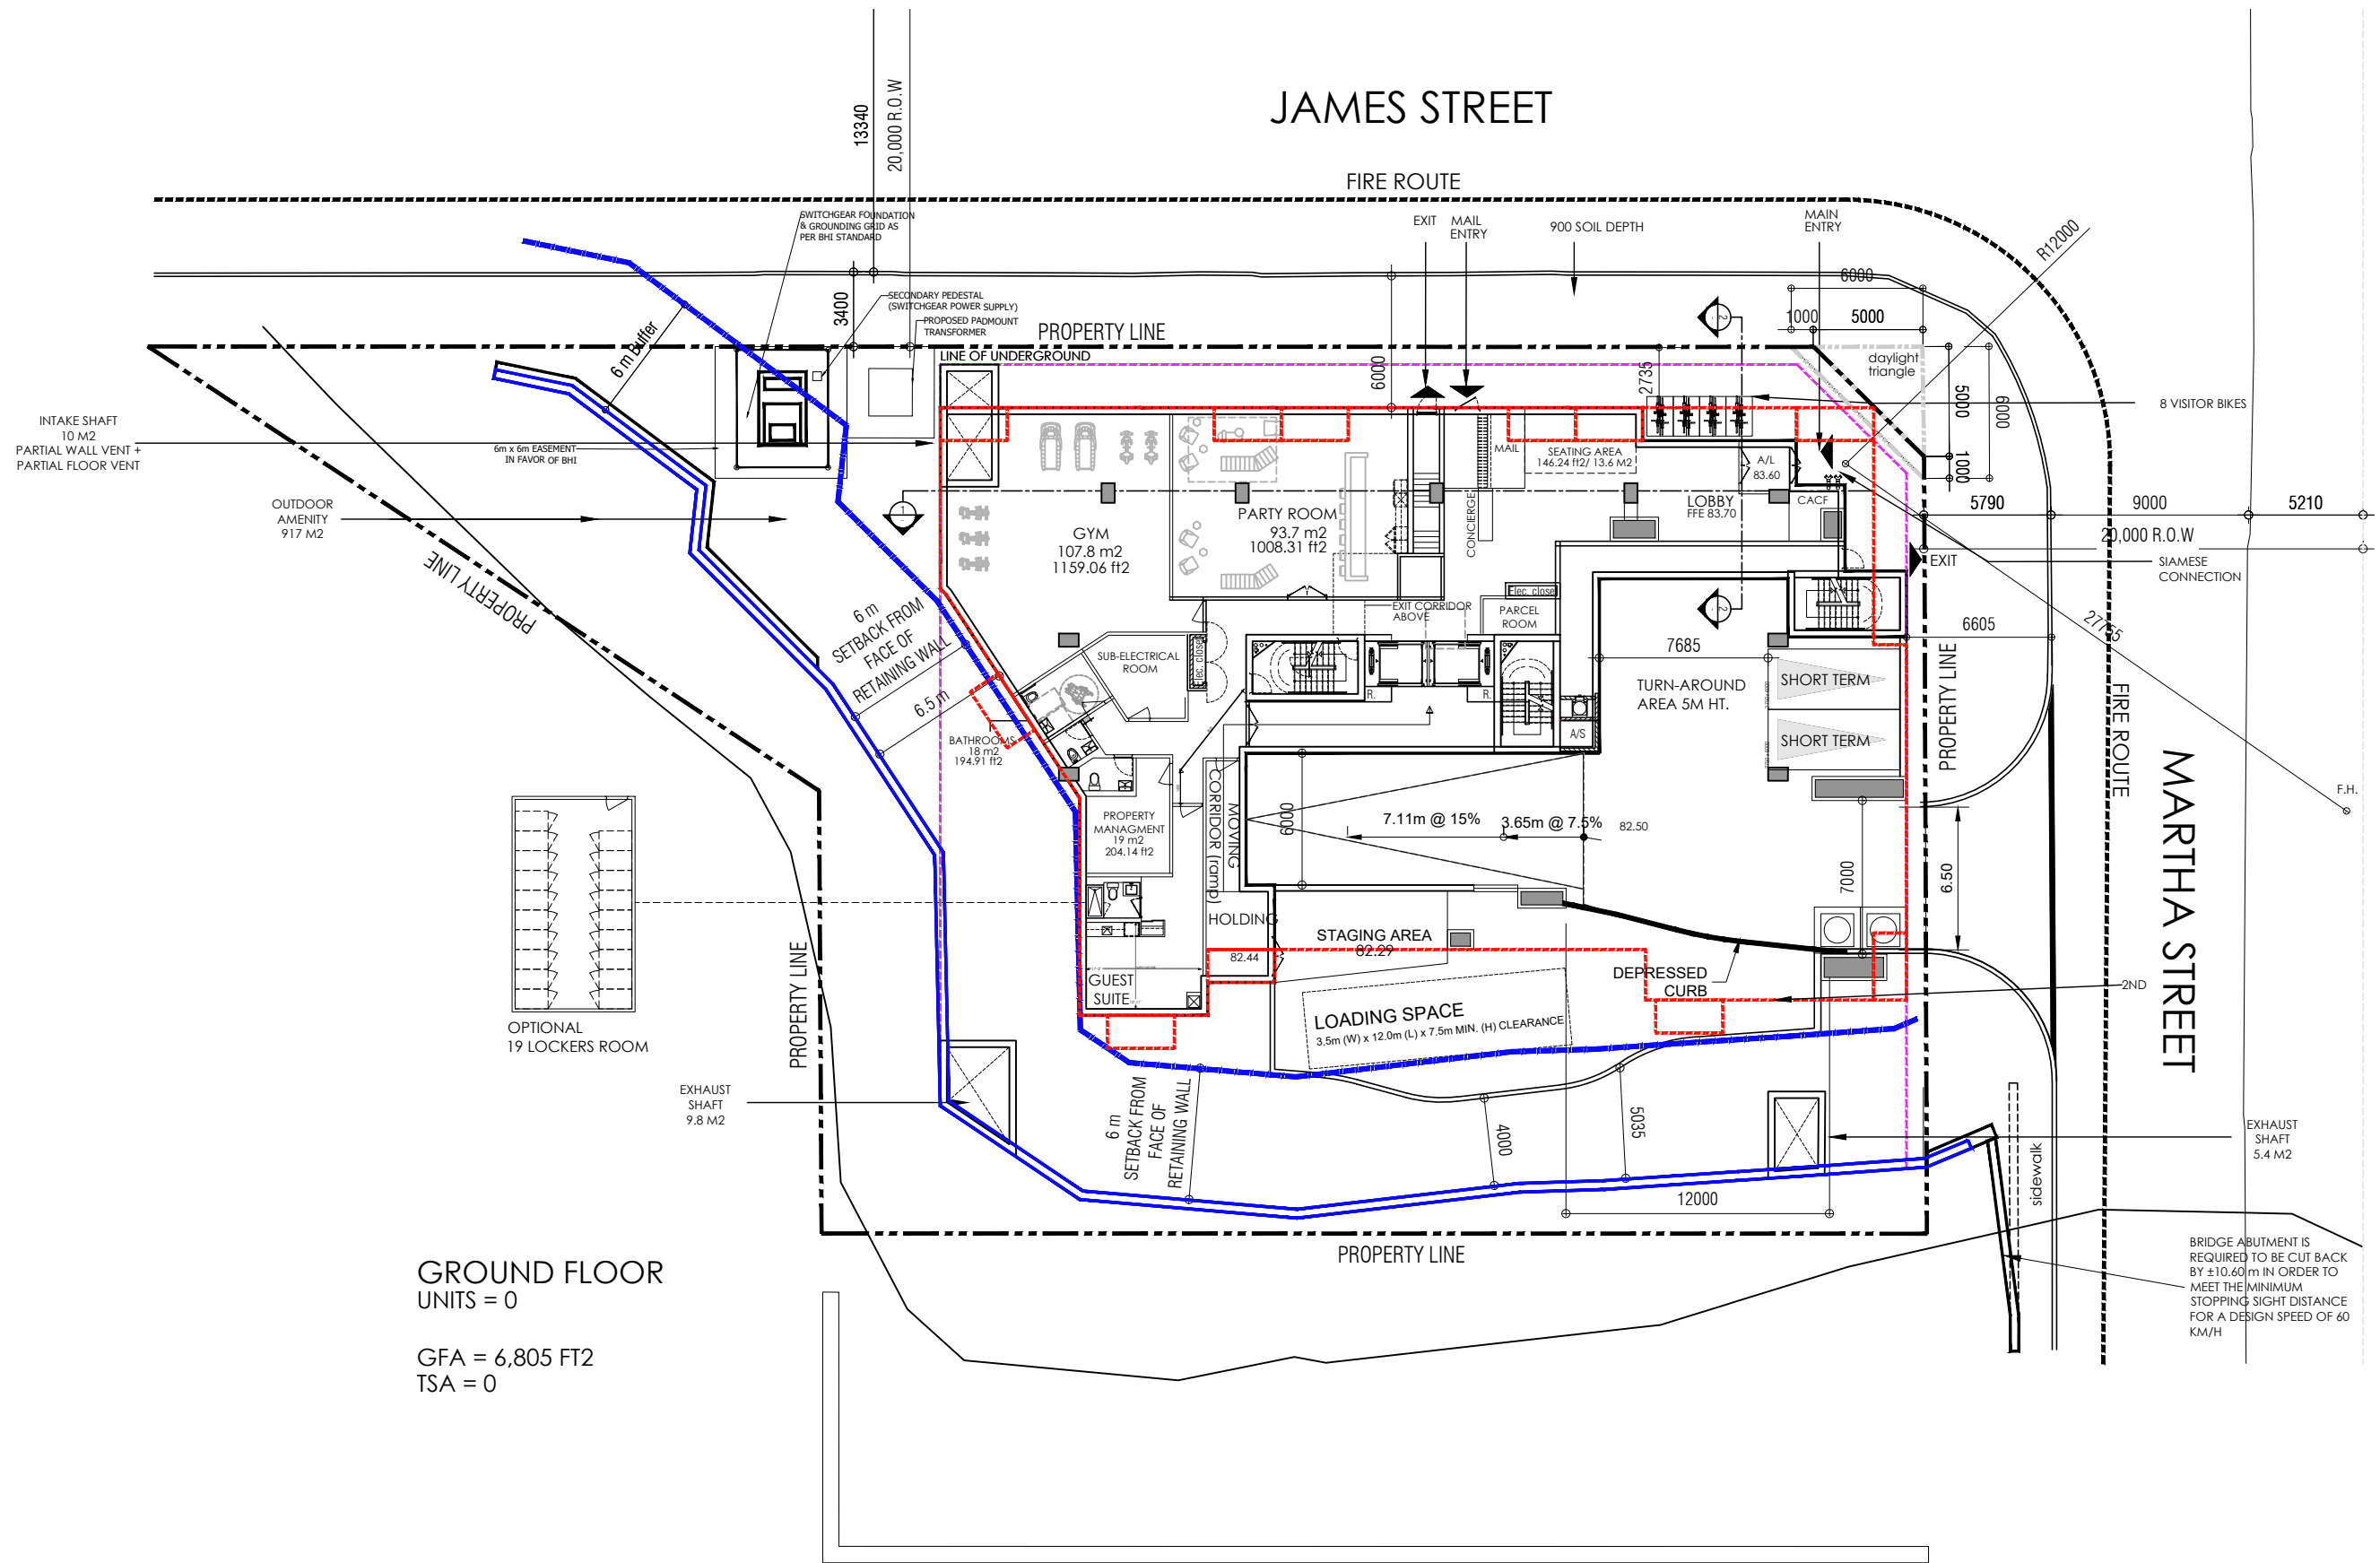 JAMES STREET
13340
20,000 R.O.W
FIRE ROUTE
SWITCHGEAR FOUNDATION
& GROUNDING GRID AS
PER BHI STANDARD
EXIT
MAIL
ENTRY
900 SOIL DEPTH
MAIN
ENTRY
R12000
6000
SECONDARY PEDESTAL
(SWITCHGEAR POWER SUPPLY)
3400
PROPOSED PADMOUNT
TRANSFORMER
PROPERTY LINE
1000
5000
6 m Buffer
LINE OF UNDERGROUND
6000
2735
2
daylight
triangle
5000
6000
1000
8 VISITOR BIKES
INTAKE SHAFT
10 M2
PARTIAL WALL VENT +
PARTIAL FLOOR VENT
6m x 6m EASEMENT
IN FAVOR OF BHI
MAIL
SEATING AREA
146.24 ft2/ 13.6 M2
A/L
83.60
OUTDOOR
AMENITY
917 M2
1
GYM
107.8 m2
1159.06 ft2
PARTY ROOM
93.7 m2
1008.31 ft2
CONCIERGE
LOBBY
FFE 83.70
CACF
5790
9000
5210
20,000 R.O.W
EXIT
SIAMESE
CONNECTION
PROPERTY LINE
6 m
SETBACK FROM
FACE OF
RETAINING WALL
6.5 m
Elec. close
EXIT CORRIDOR
ABOVE
PARCEL
ROOM
2
6605
27755
SUB-ELECTRICAL
ROOM
Elec. close
7685
R.
R.
TURN-AROUND
AREA 5M HT.
SHORT TERM
SHORT TERM
PROPERTY LINE
FIRE ROUTE
MARTHA STREET
F.H.
BATHROOMS
18 m2
194.91 ft2
A/S
PROPERTY
MANAGMENT
19 m2
204.14 ft2
MOVING
CORRIDOR (ramp)
6000
7.11m @ 15%
3.65m @ 7.5%
82.50
7000
6.50
HOLDING
82.44
STAGING AREA
82.29
GUEST
SUITE
DEPRESSED
CURB
2ND
LOADING SPACE
3.5m (W) x 12.0m (L) x 7.5m MIN. (H) CLEARANCE
OPTIONAL
19 LOCKERS ROOM
PROPERTY LINE
EXHAUST
SHAFT
9.8 M2
6 m
SETBACK FROM
FACE OF
RETAINING WALL
4000
5035
12000
sidewalk
EXHAUST
SHAFT
5.4 M2
PROPERTY LINE
BRIDGE ABUTMENT IS
REQUIRED TO BE CUT BACK
BY ±10.60 m IN ORDER TO
MEET THE MINIMUM
STOPPING SIGHT DISTANCE
FOR A DESIGN SPEED OF 60
KM/H
GROUND FLOOR
UNITS = 0
GFA = 6,805 FT2
TSA = 0